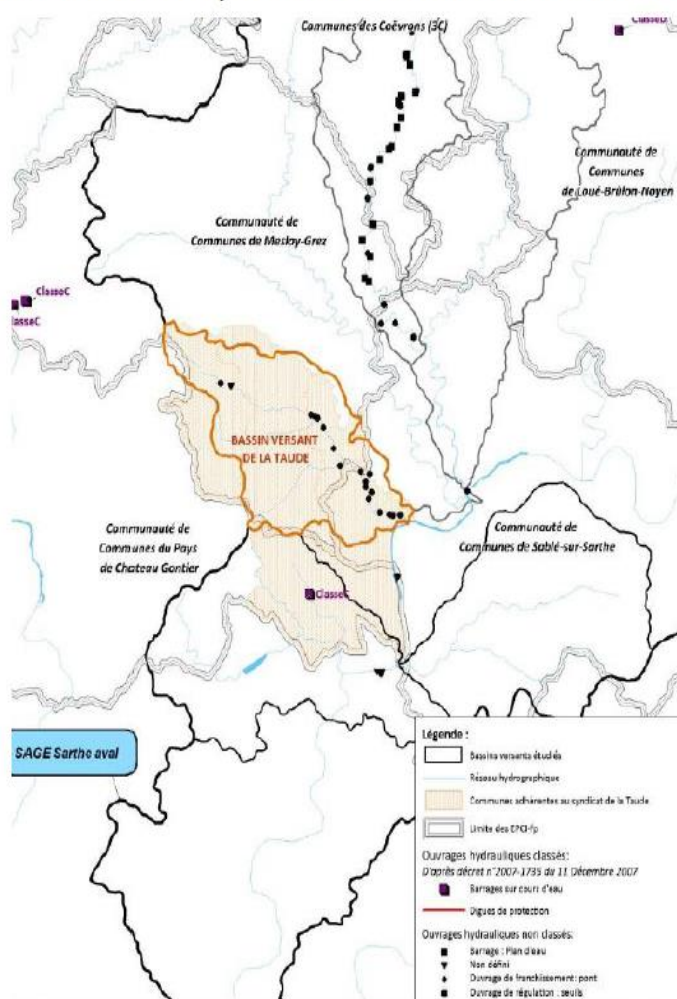 Communes des Coëvrons (3C)
ClasseD
Communauté de
Communes
de Loué-Brûlon-Noyen
Communauté de
Communes de Meslay-Grez
ClasseC
lasseC
BASSIN VERSANT
DE LA TAUDE
Communauté de
Communes du Pays
de Chateau Gontier
Communauté de
Communes de Sablé-sur-Sarthe
ClasseC
SAGE Sarthe aval
Légende :
Bassins versants étudiés
Réseau hydrographique
Communes adhérentes au syndicat de la Taude
Limite des EPCI-fp
Ouvrages hydrauliques classés:
D'après décret n°2007-1735 du 11 Décembre 2007
Barrages sur cours d'eau
Digues de protection
Ouvrages hydrauliques non classés:
Barrage : Plan d'eau
Non défini
Ouvrage de franchissement: pont
Ouvrage de régulation : seuils